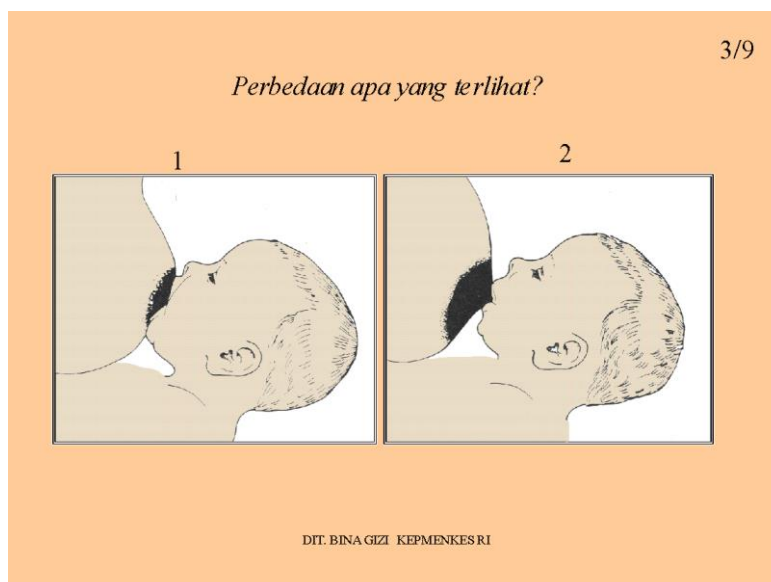 3/9
Perbedaan apa yang terlihat?
1
2
DIT. BINA GIZI KEPMENKES RI